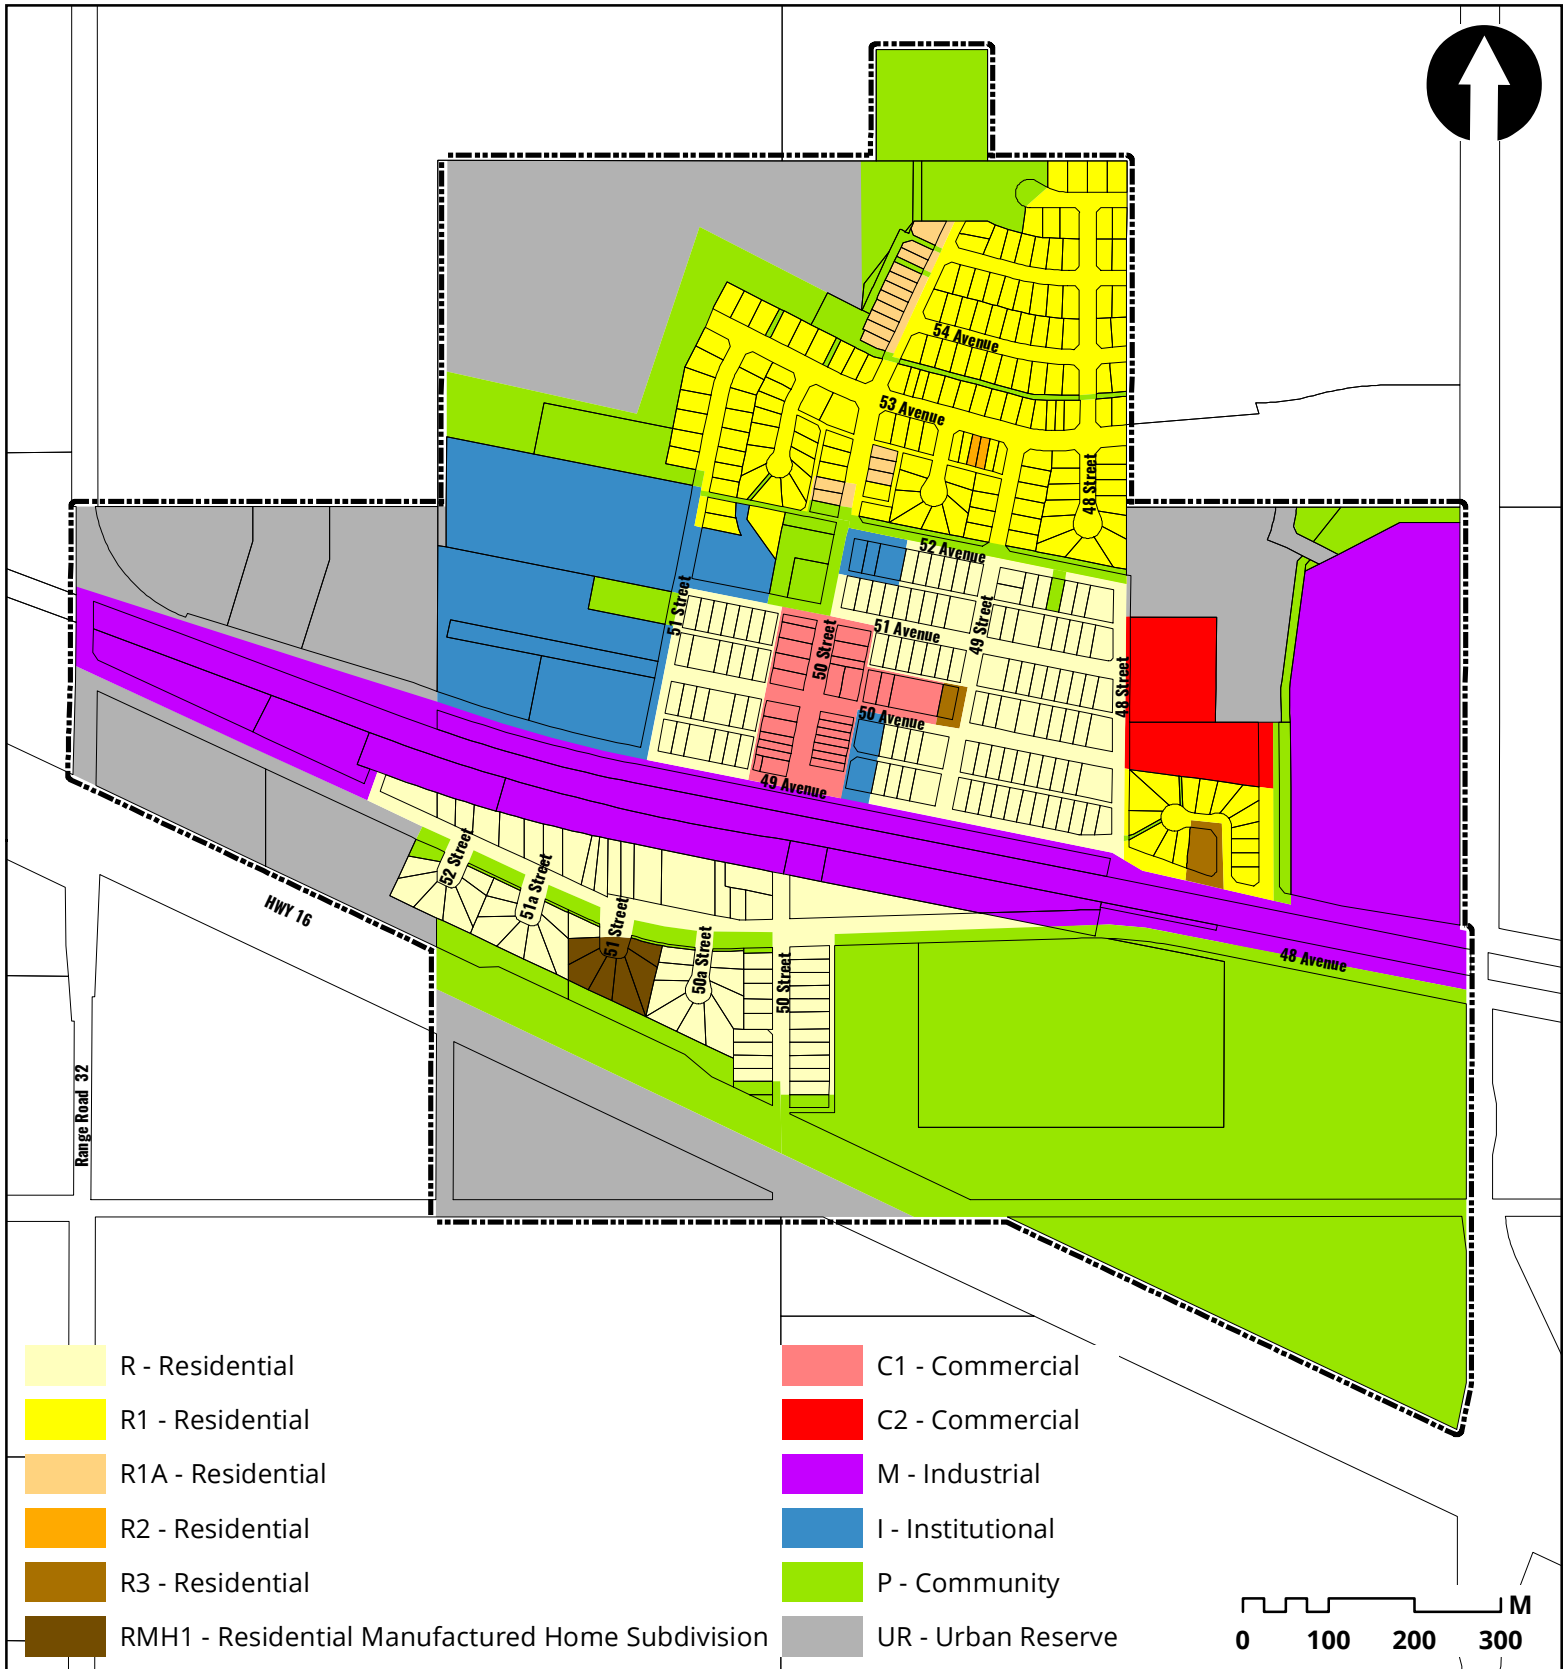 54 Avenue
53 Avenue
48 Street
52 Avenue
51 Street
50 Street
51 Avenue
49 Street
48 Street
50 Avenue
49 Avenue
52 Street
51a Street
51 Street
50a Street
50 Street
HWY 16
48 Avenue
Range Road 32
R - Residential
R1 - Residential
R1A - Residential
R2 - Residential
R3 - Residential
RMH1 - Residential Manufactured Home Subdivision
C1 - Commercial
C2 - Commercial
M - Industrial
I - Institutional
P - Community
UR - Urban Reserve
M
0 100 200 300